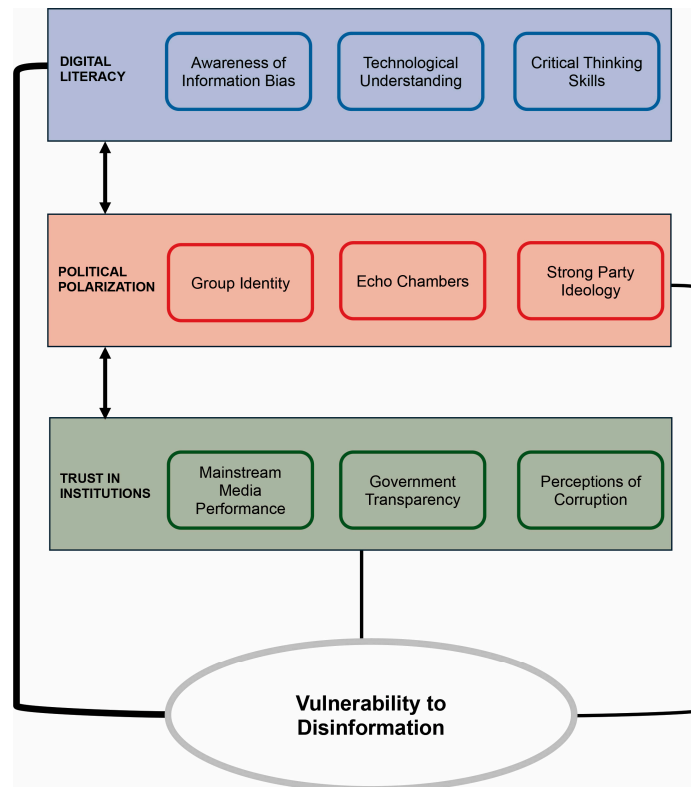 DIGITAL
LITERACY
Awareness of
Information Bias
Technological
Understanding
Critical Thinking
Skills
POLITICAL
POLARIZATION
Group Identity
Echo Chambers
Strong Party
Ideology
TRUST IN
INSTITUTIONS
Mainstream
Media
Performance
Government
Transparency
Perceptions of
Corruption
Vulnerability to
Disinformation